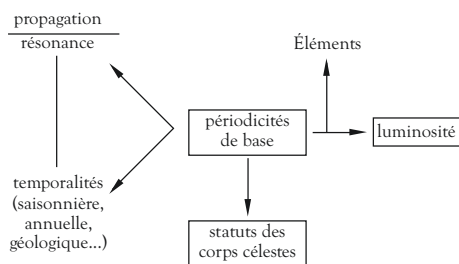 propagation
résonance
Éléments
périodicités
de base
luminosité
temporalités
(saisonnière,
annuelle,
géologique...)
statuts des
corps célestes